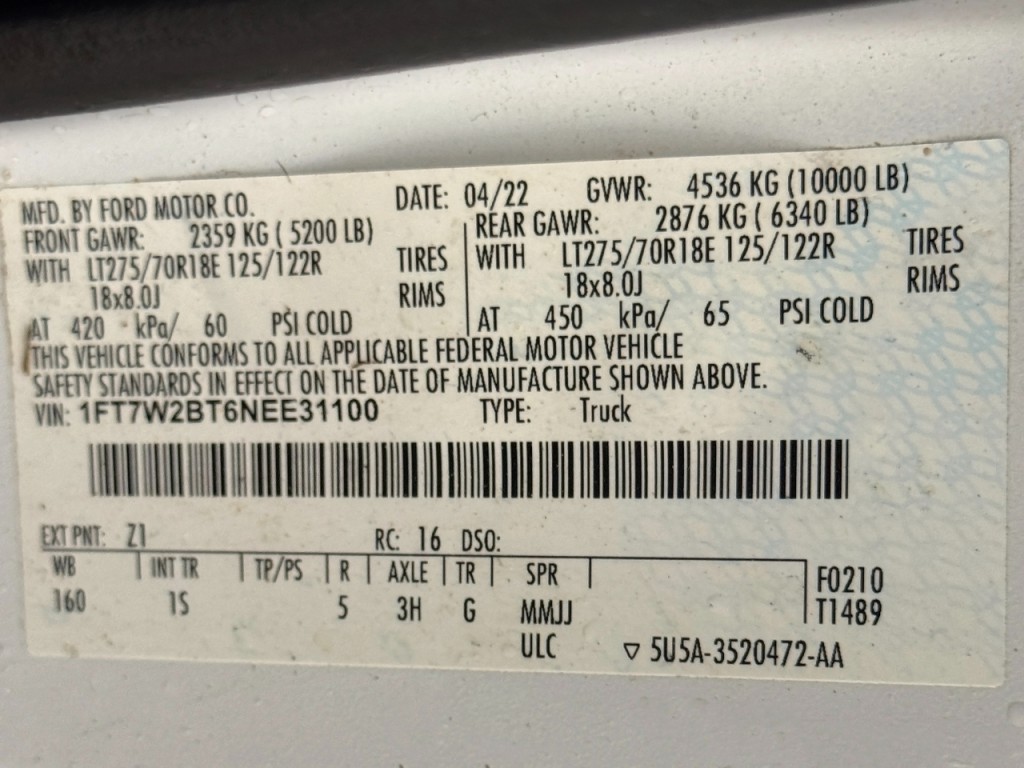 MFD. BY FORD MOTOR CO. DATE: 04/22 GVWR: 4536 KG (10000 LB)
FRONT GAWR: 2359 KG ( 5200 LB) REAR GAWR: 2876 KG ( 6340 LB)
WITH LT275/70R18E 125/122R TIRES WITH LT275/70R18E 125/122R TIRES
18x8.0J RIMS 18x8.0J RIMS
AT 420 kPa/ 60 PSI COLD AT 450 kPa/ 65 PSI COLD
THIS VEHICLE CONFORMS TO ALL APPLICABLE FEDERAL MOTOR VEHICLE
SAFETY STANDARDS IN EFFECT ON THE DATE OF MANUFACTURE SHOWN ABOVE.
VIN: 1FT7W2BT6NEE31100 TYPE: Truck
EXT PNT: Z1 RC: 16 DSO:
WB INT TR TP/PS R AXLE TR SPR F0210
160 1S 5 3H G MMJJ T1489
ULC ▽ 5U5A-3520472-AA